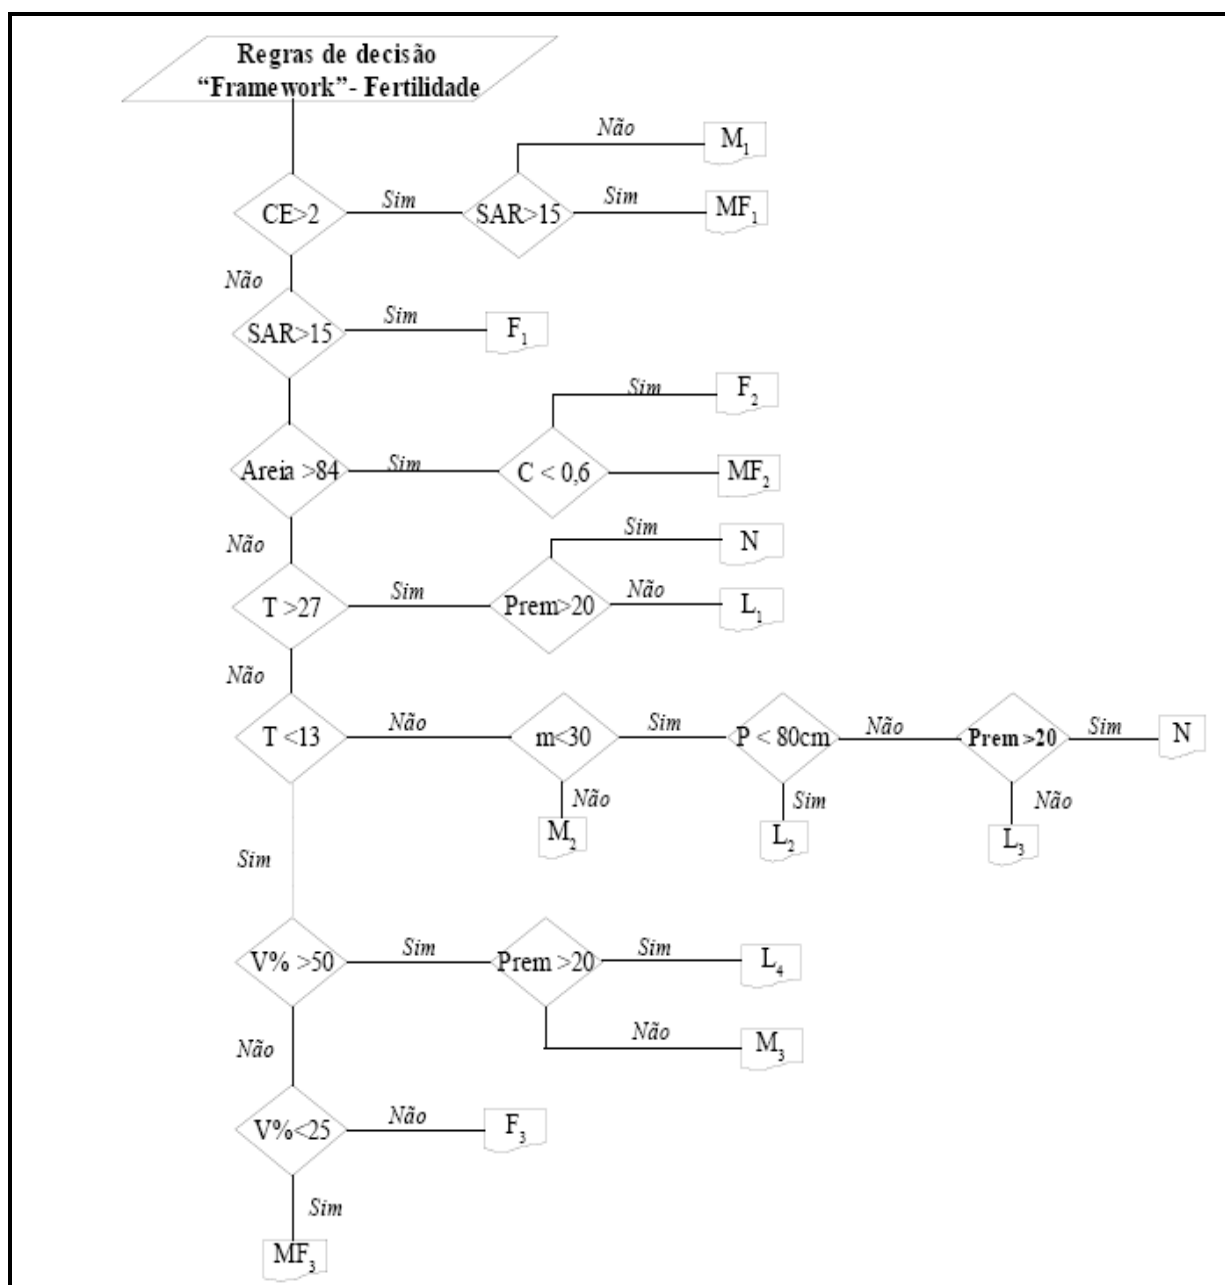 Regras de decisão
“Framework”- Fertilidade
Não
M1
CE>2
Sim
SAR>15
Sim
MF1
Não
SAR>15
Sim
F1
Sim
F2
Areia >84
Sim
C < 0,6
MF2
Não
Sim
N
T >27
Sim
Prem>20
Não
L1
Não
T <13
Não
m<30
Sim
P < 80cm
Não
Prem >20
Sim
N
Não
M2
Sim
L2
Não
L3
Sim
V% >50
Sim
Prem >20
Sim
L4
Não
Não
M3
V%<25
Não
F3
Sim
MF3